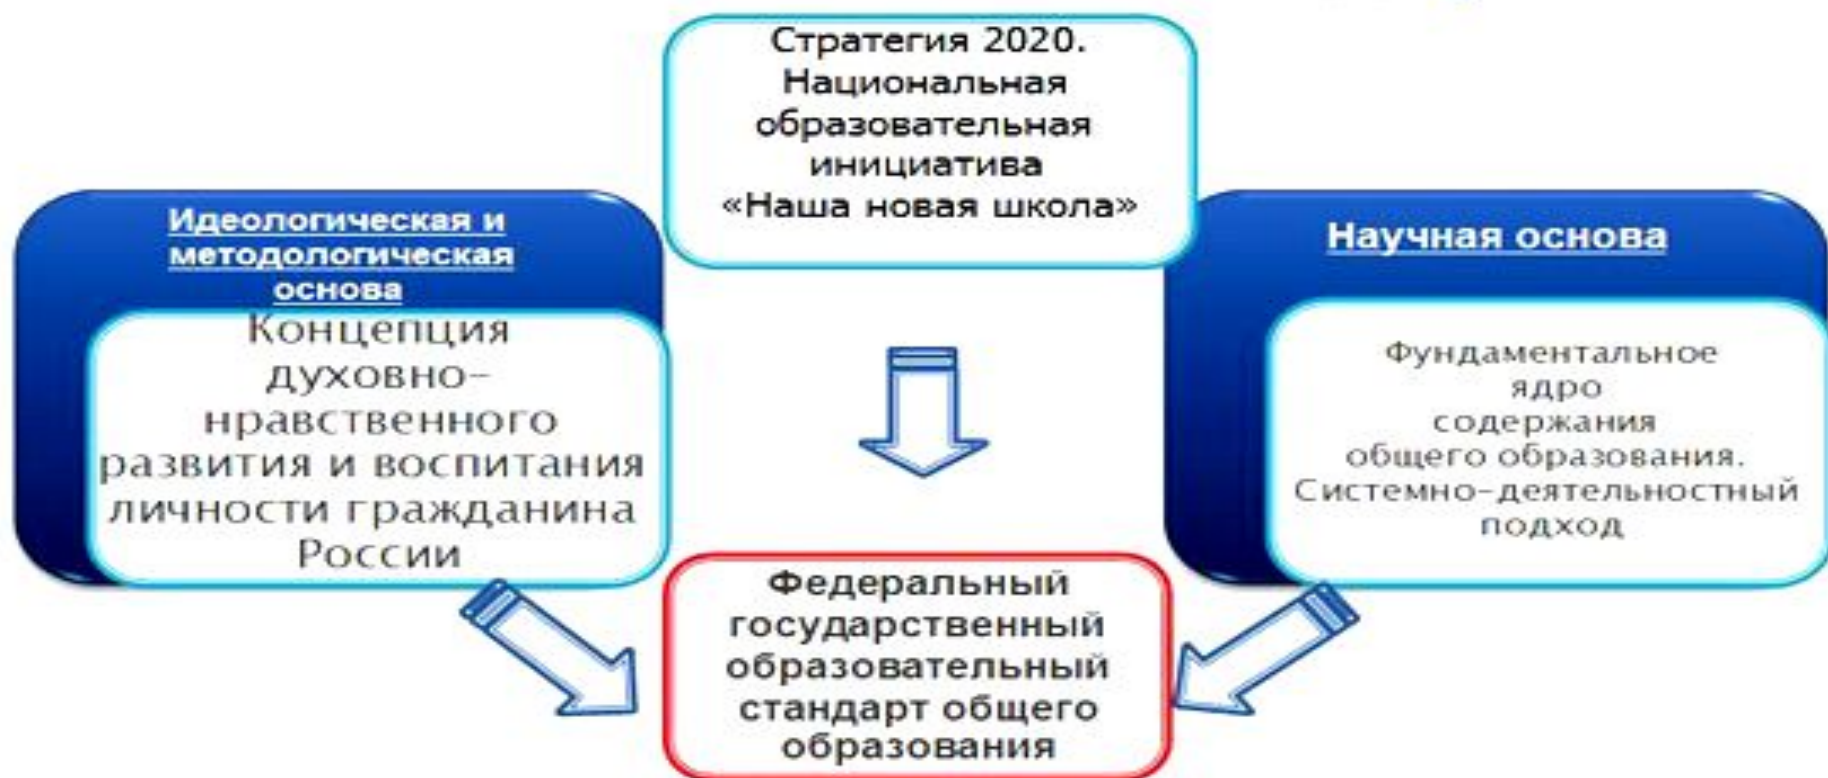 Стратегия 2020.
Национальная
образовательная
инициатива
«Наша новая школа»
Идеологическая и
методологическая
основа
Концепция
духовно-
нравственного
развития и воспитания
личности гражданина
России
Научная основа
Фундаментальное
ядро
содержания
общего образования.
Системно-деятельностный
подход
Федеральный
государственный
образовательный
стандарт общего
образования